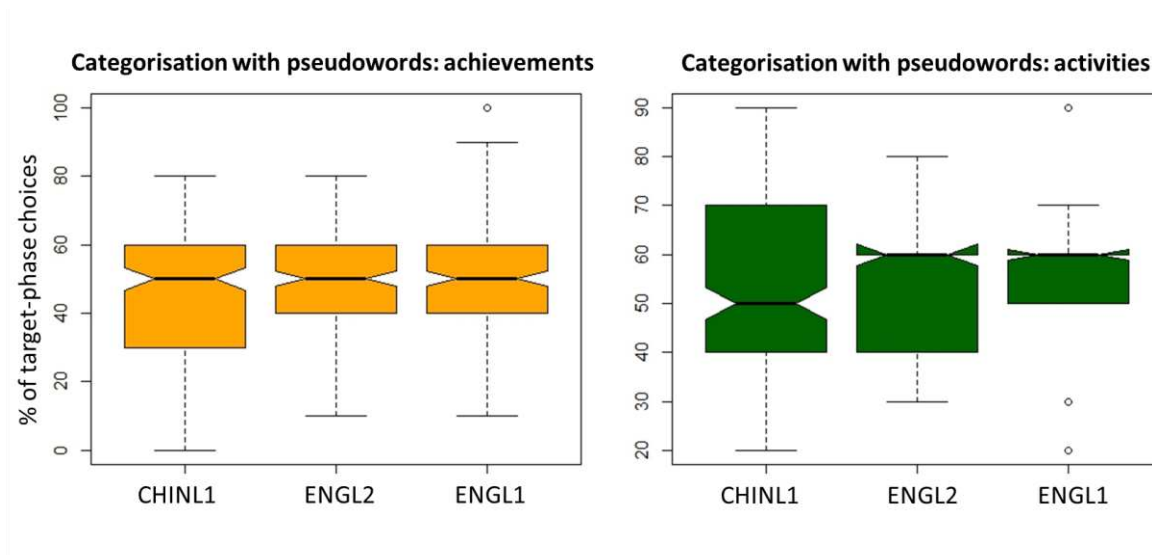 Categorisation with pseudowords: achievements
% of target-phase choices
100
80
60
40
20
0
CHINL1 ENGL2 ENGL1
Categorisation with pseudowords: activities
90
80
70
60
50
40
30
20
CHINL1 ENGL2 ENGL1